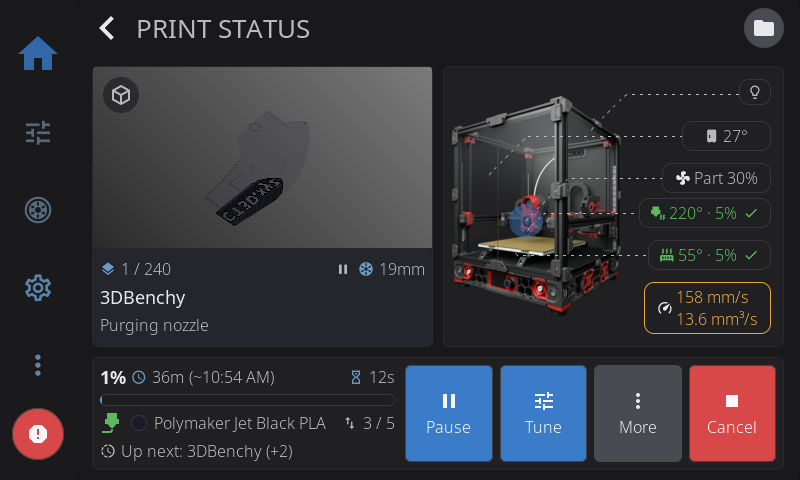 PRINT STATUS
27°
Part 30%
220° · 5%
55° · 5%
158 mm/s
13.6 mm³/s
1 / 240
19mm
3DBenchy
Purging nozzle
1% 36m (~10:54 AM) 12s
Polymaker Jet Black PLA 3 / 5
Up next: 3DBenchy (+2)
Pause
Tune
More
Cancel